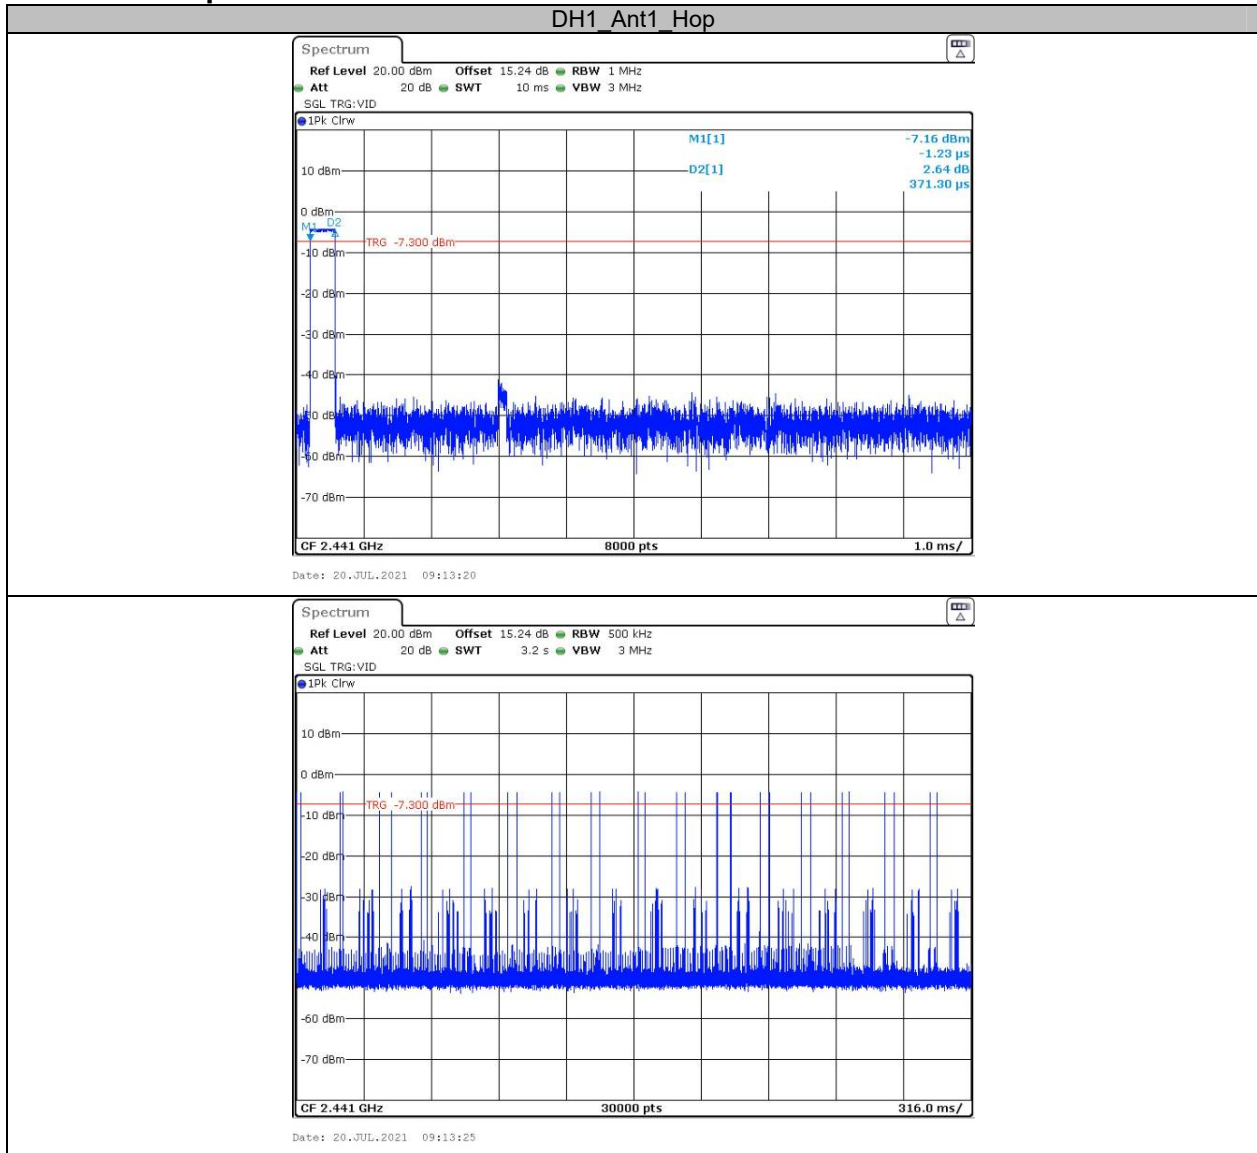 DH1_Ant1_Hop
Spectrum
Ref Level 20.00 dBm Offset 15.24 dB RBW 1 MHz
Att 20 dB SWT 10 ms VBW 3 MHz
SGL TRG:VID
1Pk Clrw
M1[1] -7.16 dBm
-1.23 µs
D2[1] 2.64 dB
371.30 µs
10 dBm
0 dBm
M1 D2
TRG -7.300 dBm
-10 dBm
-20 dBm
-30 dBm
-40 dBm
-50 dBm
-60 dBm
-70 dBm
CF 2.441 GHz 8000 pts 1.0 ms/
Date: 20.JUL.2021 09:13:20
Spectrum
Ref Level 20.00 dBm Offset 15.24 dB RBW 500 kHz
Att 20 dB SWT 3.2 s VBW 3 MHz
SGL TRG:VID
1Pk Clrw
10 dBm
0 dBm
TRG -7.300 dBm
-10 dBm
-20 dBm
-30 dBm
-40 dBm
-60 dBm
-70 dBm
CF 2.441 GHz 30000 pts 316.0 ms/
Date: 20.JUL.2021 09:13:25